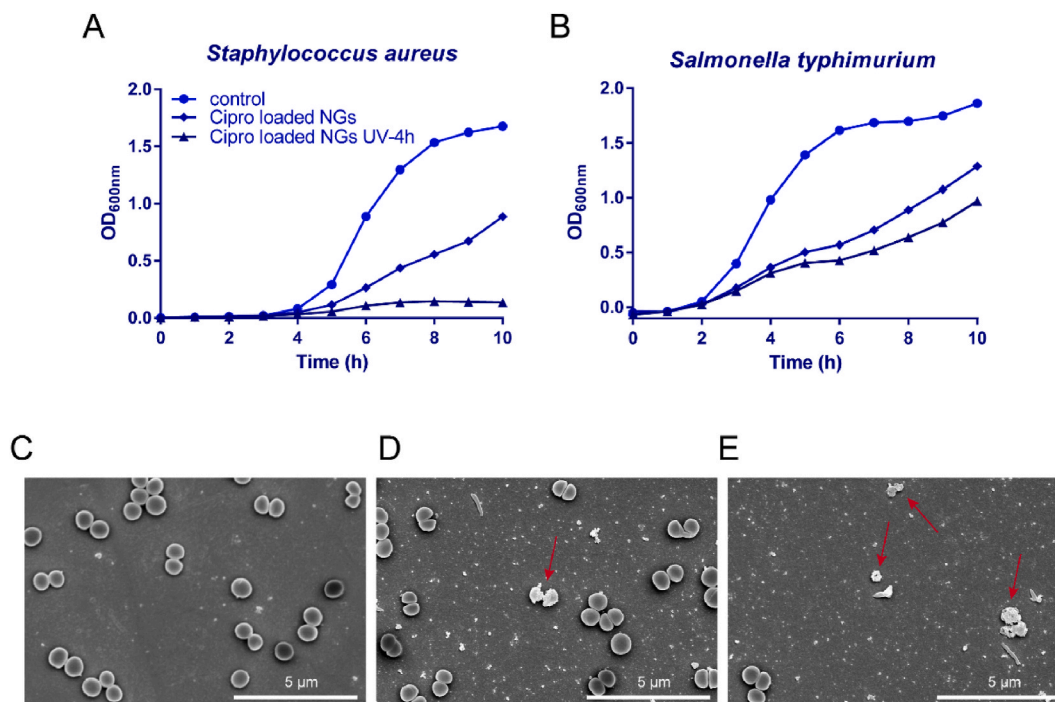 A
Staphylococcus aureus
2.0
1.5
1.0
0.5
0.0
OD600nm
control
Cipro loaded NGs
Cipro loaded NGs UV-4h
0 2 4 6 8 10
Time (h)
B
Salmonella typhimurium
2.0
1.5
1.0
0.5
0.0
OD600nm
0 2 4 6 8 10
Time (h)
C
5 µm
D
5 µm
E
5 µm